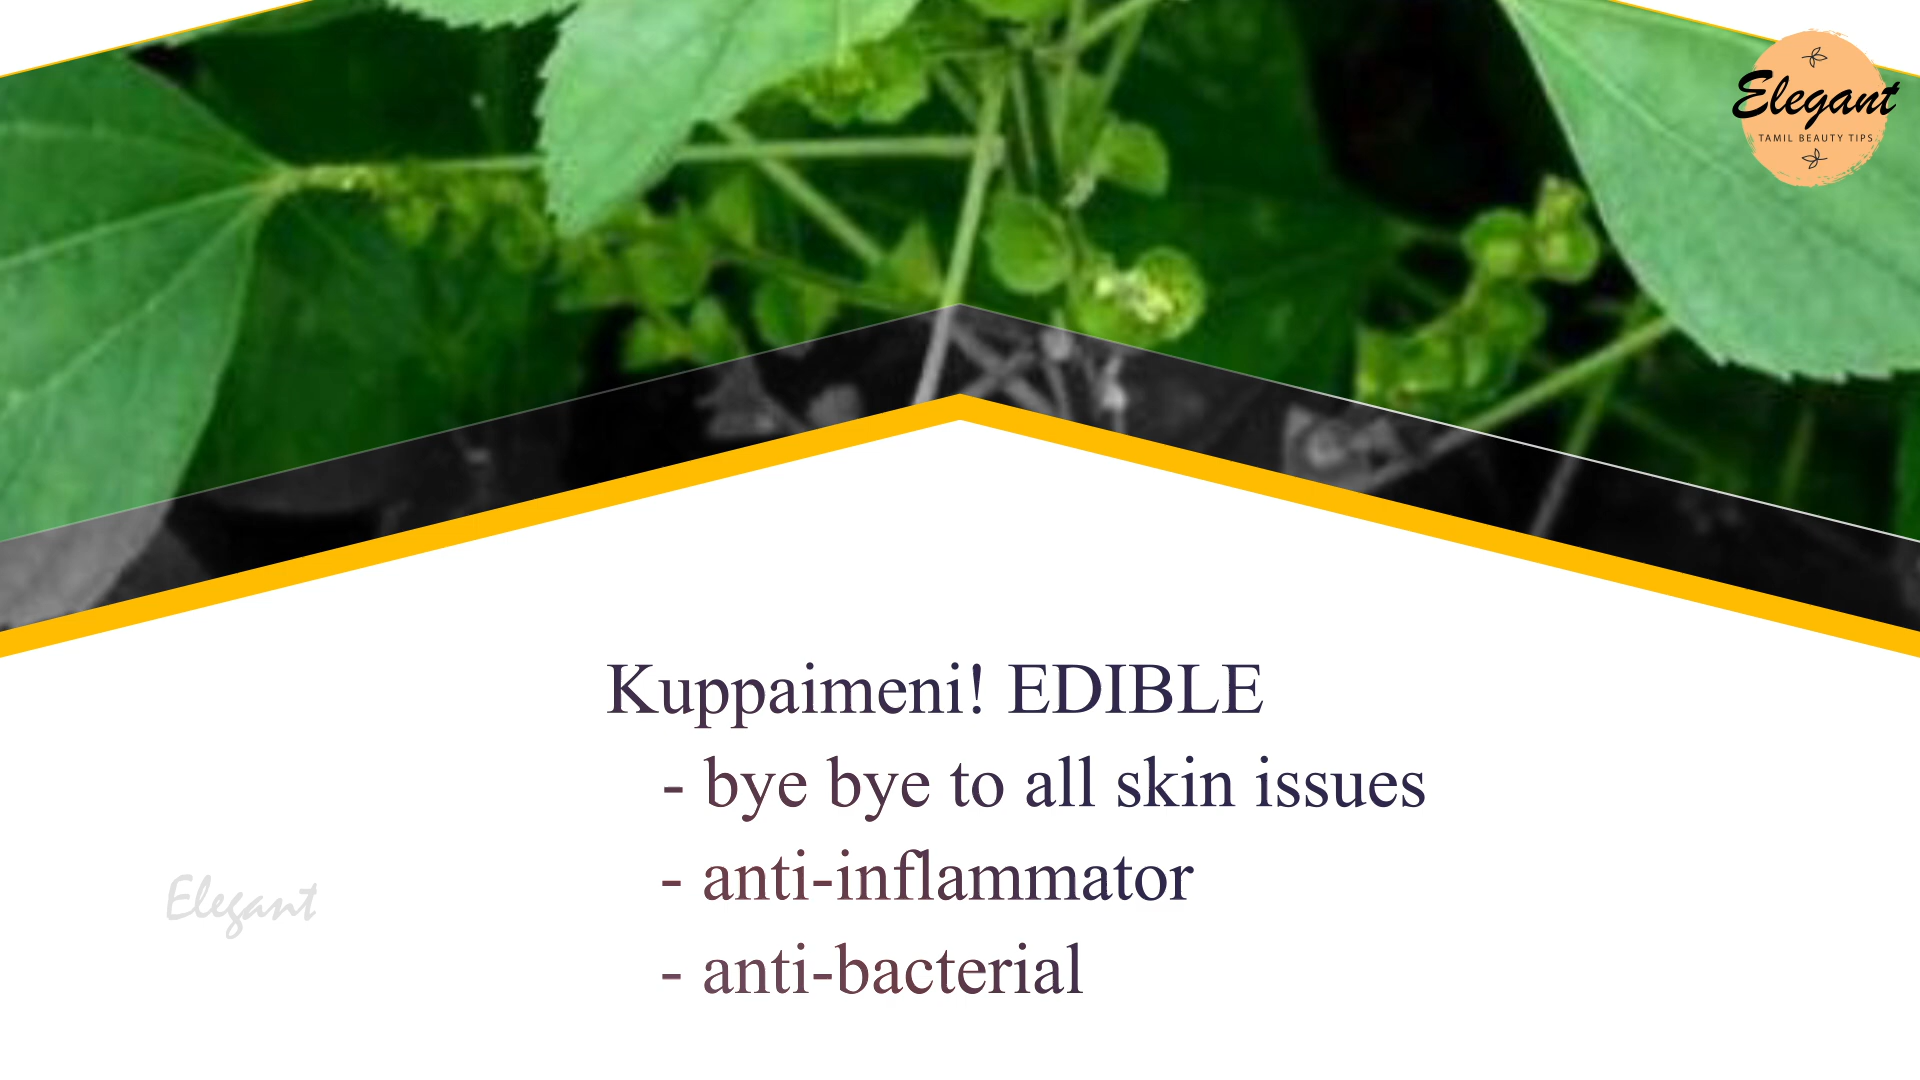 Elegant
TAMIL BEAUTY TIPS
Kuppaimeni! EDIBLE
- bye bye to all skin issues
- anti-inflammator
- anti-bacterial
Elegant